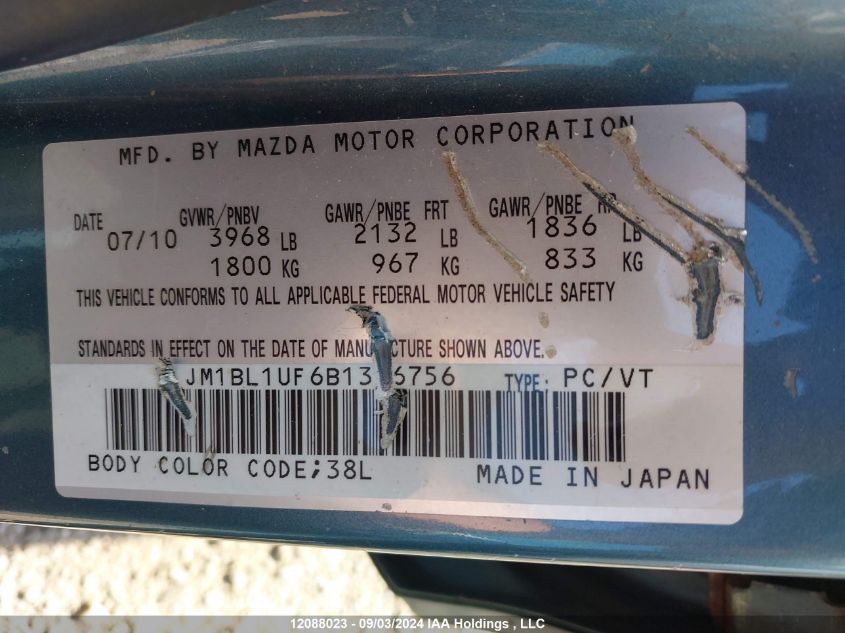 MFD. BY MAZDA MOTOR CORPORATION
DATE GVWR/PNBV GAWR/PNBE FRT GAWR/PNBE RR
07/10 3968 LB 2132 LB 1836 LB
1800 KG 967 KG 833 KG
THIS VEHICLE CONFORMS TO ALL APPLICABLE FEDERAL MOTOR VEHICLE SAFETY
STANDARDS IN EFFECT ON THE DATE OF MANUFACTURE SHOWN ABOVE.
TYPE: PC/VT
BODY COLOR CODE;38L MADE IN JAPAN
12088023 - 09/03/2024 IAA Holdings , LLC